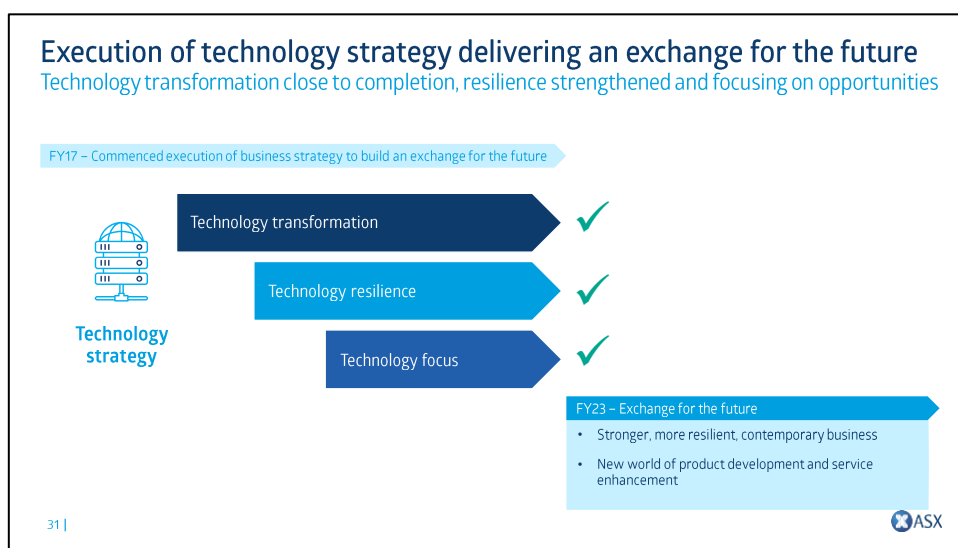 Execution of technology strategy delivering an exchange for the future
Technology transformation close to completion, resilience strengthened and focusing on opportunities
FY17 – Commenced execution of business strategy to build an exchange for the future
Technology transformation
Technology resilience
Technology
strategy
Technology focus
FY23 – Exchange for the future
• Stronger, more resilient, contemporary business
• New world of product development and service
enhancement
31 |
ASX